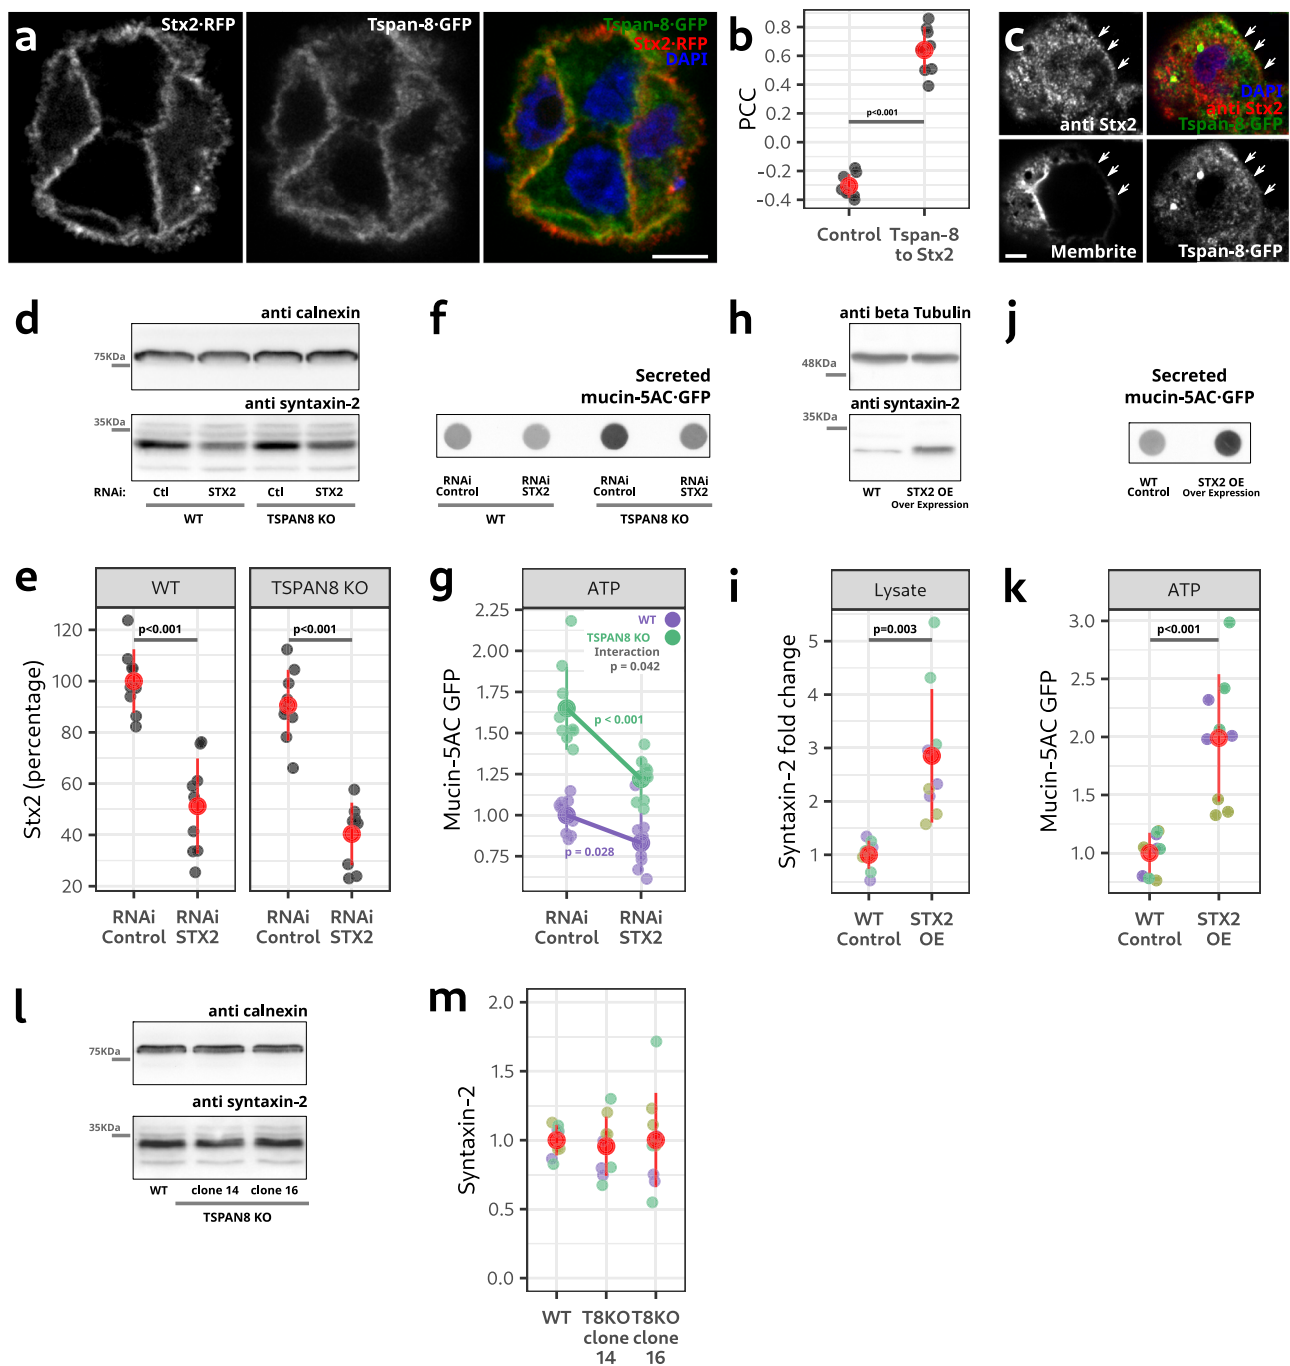 a
Stx2·RFP
Tspan-8·GFP
Tspan-8·GFP
Stx2·RFP
DAPI
b
PCC
0.8
0.6
0.4
0.2
0.0
-0.2
-0.4
p<0.001
Control
Tspan-8
to Stx2
c
anti Stx2
DAPI
anti Stx2
Tspan-8·GFP
Membrite
Tspan-8·GFP
d
anti calnexin
75KDa
anti syntaxin-2
35KDa
RNAi:
Ctl
STX2
Ctl
STX2
WT
TSPAN8 KO
f
Secreted
mucin-5AC·GFP
RNAi
Control
RNAi
STX2
RNAi
Control
RNAi
STX2
WT
TSPAN8 KO
h
anti beta Tubulin
48KDa
anti syntaxin-2
35KDa
WT
STX2 OE
Over Expression
j
Secreted
mucin-5AC·GFP
WT
Control
STX2 OE
Over Expression
e
WT
TSPAN8 KO
Stx2 (percentage)
120
100
80
60
40
20
p<0.001
p<0.001
RNAi
Control
RNAi
STX2
RNAi
Control
RNAi
STX2
g
ATP
Mucin-5AC GFP
2.25
2.00
1.75
1.50
1.25
1.00
0.75
WT
TSPAN8 KO
Interaction
p = 0.042
p < 0.001
p = 0.028
RNAi
Control
RNAi
STX2
i
Lysate
Syntaxin-2 fold change
5
4
3
2
1
p=0.003
WT
Control
STX2
OE
k
ATP
Mucin-5AC GFP
3.0
2.5
2.0
1.5
1.0
p<0.001
WT
Control
STX2
OE
l
anti calnexin
75KDa
anti syntaxin-2
35KDa
WT
clone 14
clone 16
TSPAN8 KO
m
Syntaxin-2
2.0
1.5
1.0
0.5
0.0
WT
T8KO
clone
14
T8KO
clone
16